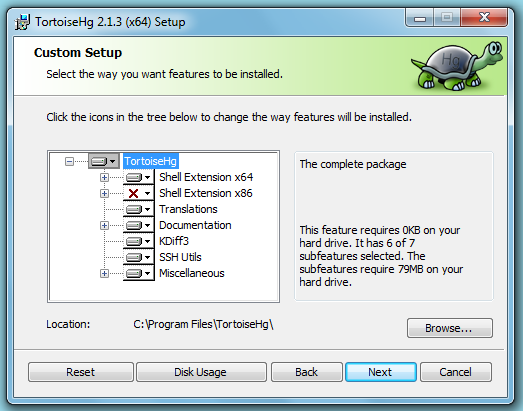 TortoiseHg 2.1.3 (x64) Setup
Custom Setup
Select the way you want features to be installed.
Hg
Click the icons in the tree below to change the way features will be installed.
TortoiseHg
Shell Extension x64
Shell Extension x86
Translations
Documentation
KDiff3
SSH Utils
Miscellaneous
The complete package
This feature requires 0KB on your
hard drive. It has 6 of 7
subfeatures selected. The
subfeatures require 79MB on your
hard drive.
Location: C:\Program Files\TortoiseHg\
Browse...
Reset Disk Usage Back Next Cancel